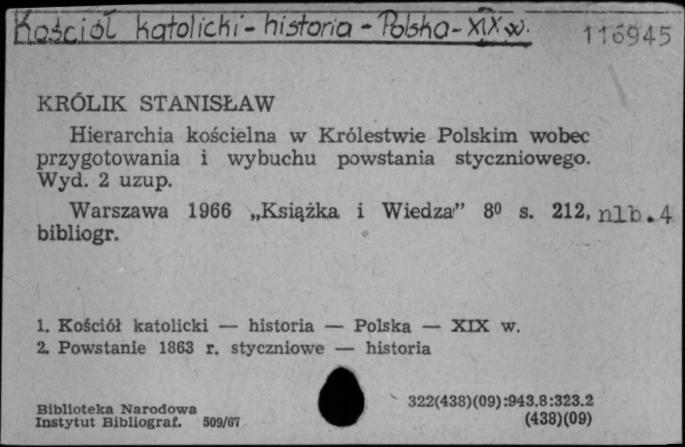 Kościół katolicki - historia - Polska - XIX w.
116945
KRÓLIK STANISŁAW
Hierarchia kościelna w Królestwie Polskim wobec
przygotowania i wybuchu powstania styczniowego.
Wyd. 2 uzup.
Warszawa 1966 „Książka i Wiedza" 8⁰ s. 212, nlb. 4
bibliogr.
1. Kościół katolicki — historia — Polska — XIX w.
2. Powstanie 1863 r. styczniowe — historia
Biblioteka Narodowa
Instytut Bibliograf. 509/67
322(438)(09):943.8:323.2
(438)(09)